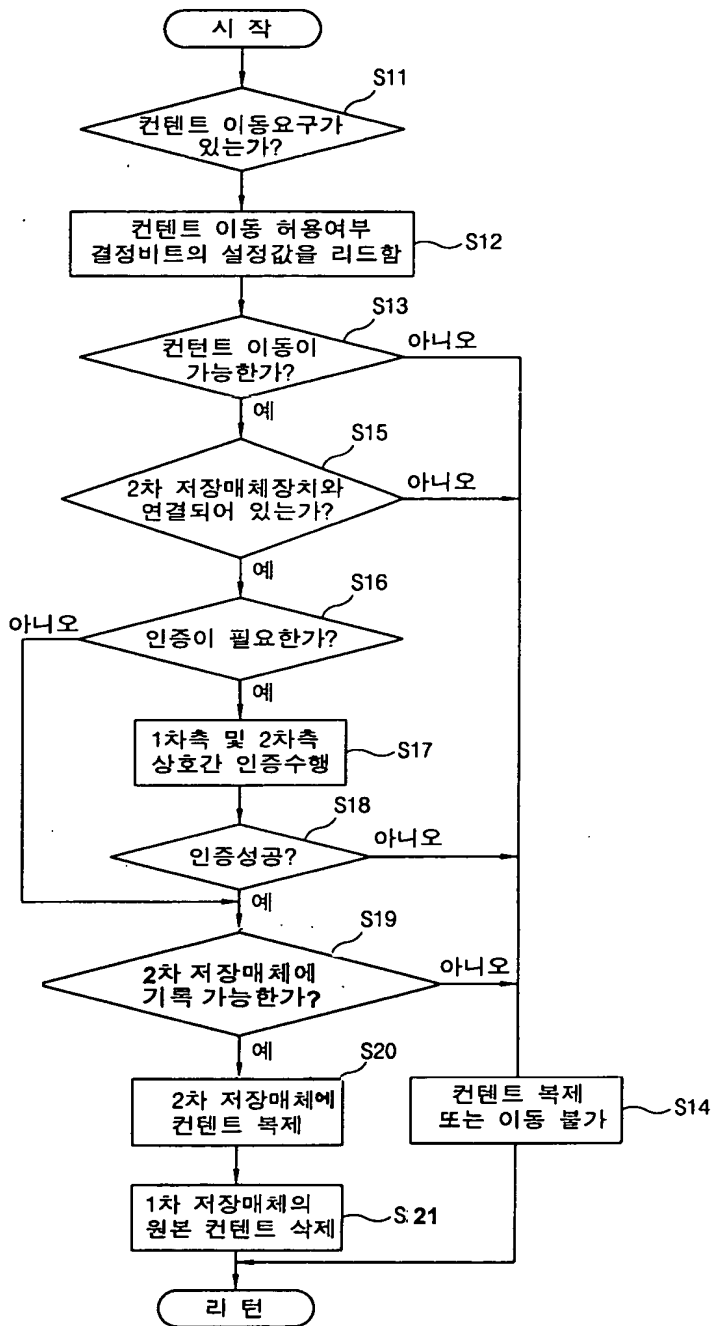 시 작
S11
컨텐트 이동요구가
있는가?
컨텐트 이동 허용여부
결정비트의 설정값을 리드함
S12
S13
컨턴트 이동이
가능한가?
아니오
예
S15
2차 저장매체장치와
연결되어 있는가?
아니오
예
S16
아니오
인증이 필요한가?
예
1차측 및 2차측
상호간 인증수행
S17
S18
인증성공?
아니오
예
S19
2차 저장매체에
기록 가능한가?
아니오
예
S20
2차 저장매체에
컨텐트 복제
컨텐트 복제
또는 이동 불가
S14
1차 저장매체의
원본 컨텐트 삭제
S21
리 턴